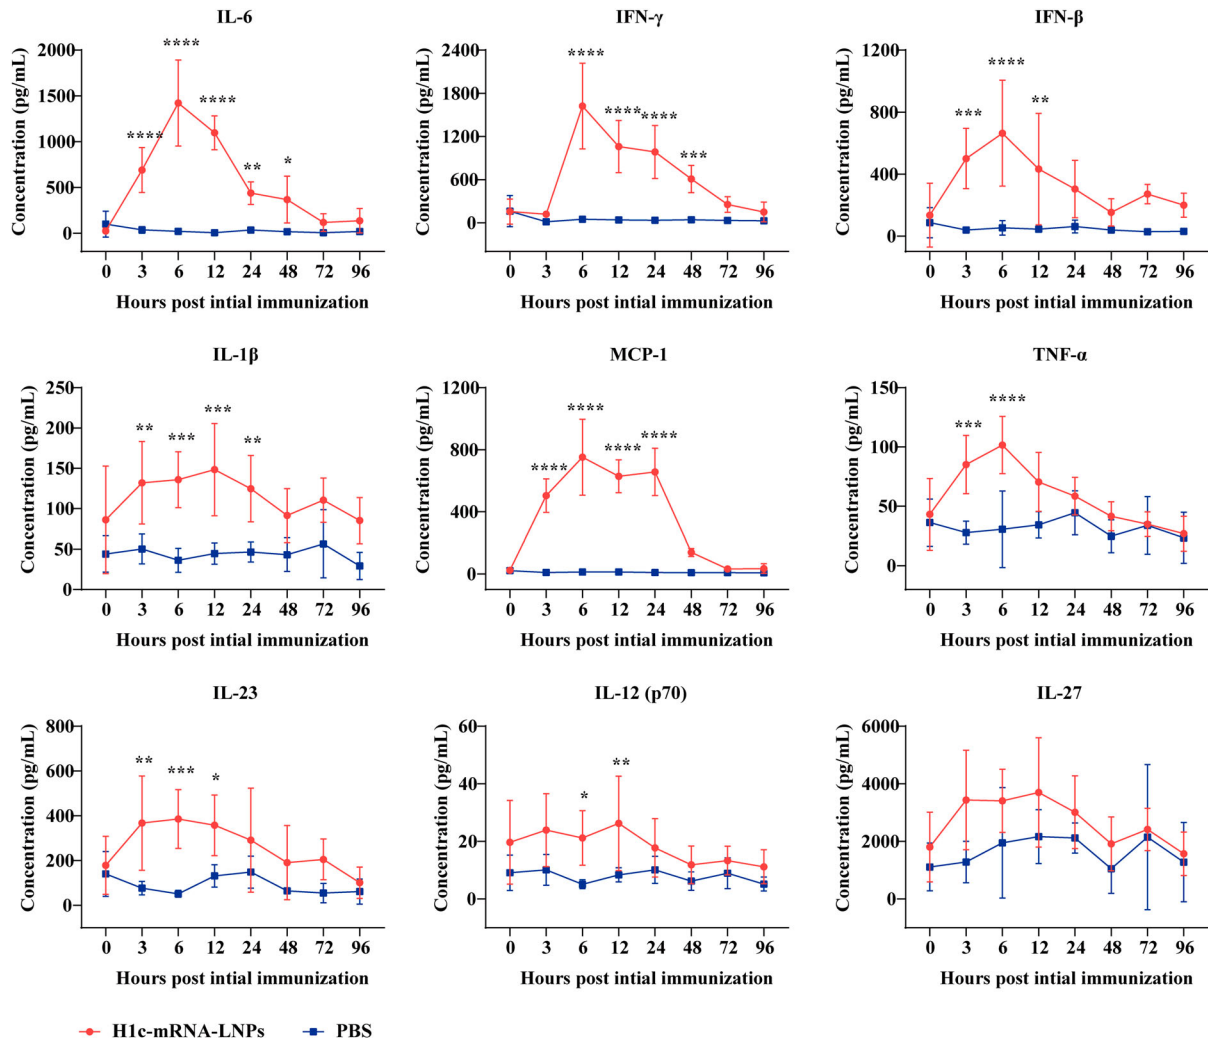 IL-6
IFN-γ
IFN-β
Concentration (pg/mL)
2000
1500
1000
500
0
****
****
****
**
*
0 3 6 12 24 48 72 96
Hours post intial immunization
Concentration (pg/mL)
2400
1800
1200
600
0
****
****
****
***
0 3 6 12 24 48 72 96
Hours post intial immunization
Concentration (pg/mL)
1200
800
400
0
***
****
**
0 3 6 12 24 48 72 96
Hours post intial immunization
IL-1β
MCP-1
TNF-α
Concentration (pg/mL)
250
200
150
100
50
0
**
***
***
**
0 3 6 12 24 48 72 96
Hours post intial immunization
Concentration (pg/mL)
1200
800
400
0
****
****
****
****
0 3 6 12 24 48 72 96
Hours post intial immunization
Concentration (pg/mL)
150
100
50
0
***
****
0 3 6 12 24 48 72 96
Hours post intial immunization
IL-23
IL-12 (p70)
IL-27
Concentration (pg/mL)
800
600
400
200
0
**
***
*
0 3 6 12 24 48 72 96
Hours post intial immunization
Concentration (pg/mL)
60
40
20
0
*
**
0 3 6 12 24 48 72 96
Hours post intial immunization
Concentration (pg/mL)
6000
4000
2000
0
0 3 6 12 24 48 72 96
Hours post intial immunization
H1c-mRNA-LNPs
PBS